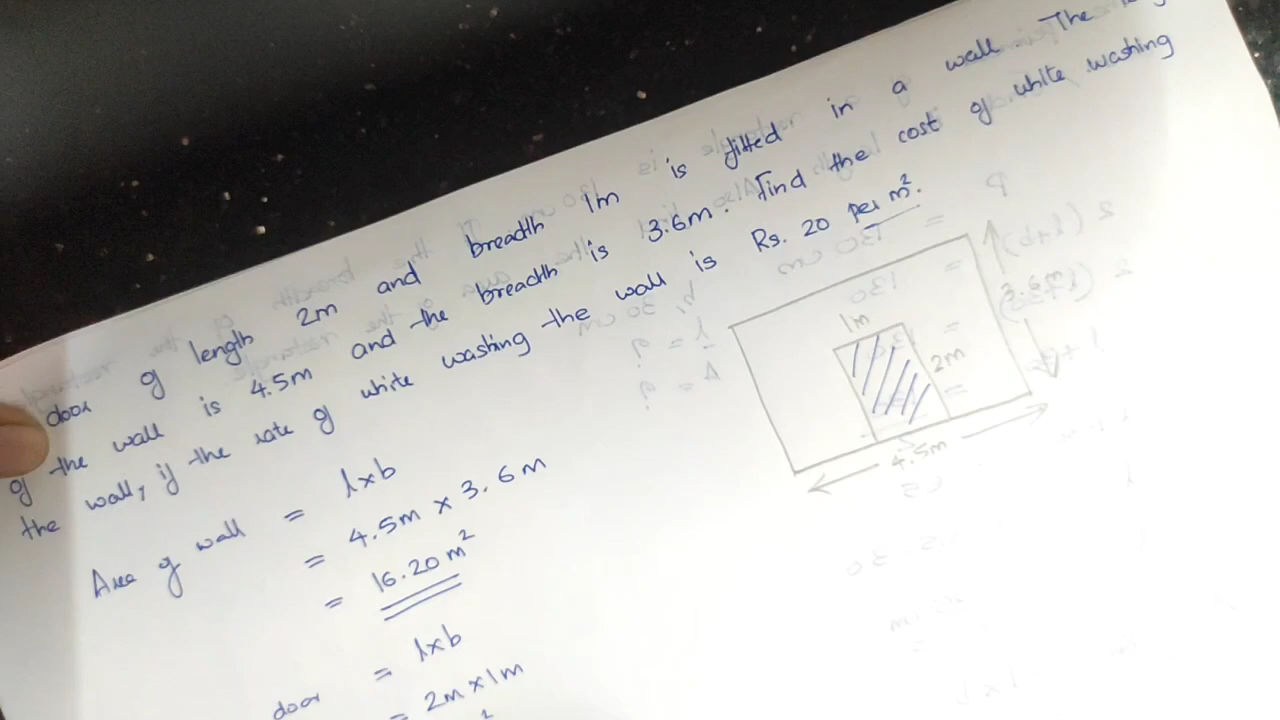 door of length 2m and breadth 1m is fitted in a wall. The
of the wall is 4.5m and the breadth is 3.6m. Find the cost of white washing
the wall, if the rate of white washing the wall is Rs. 20 per m².
1m
2m
4.5m
Area of wall = l×b
= 4.5m × 3.6m
= 16.20 m²
door = l×b
= 2m × 1m